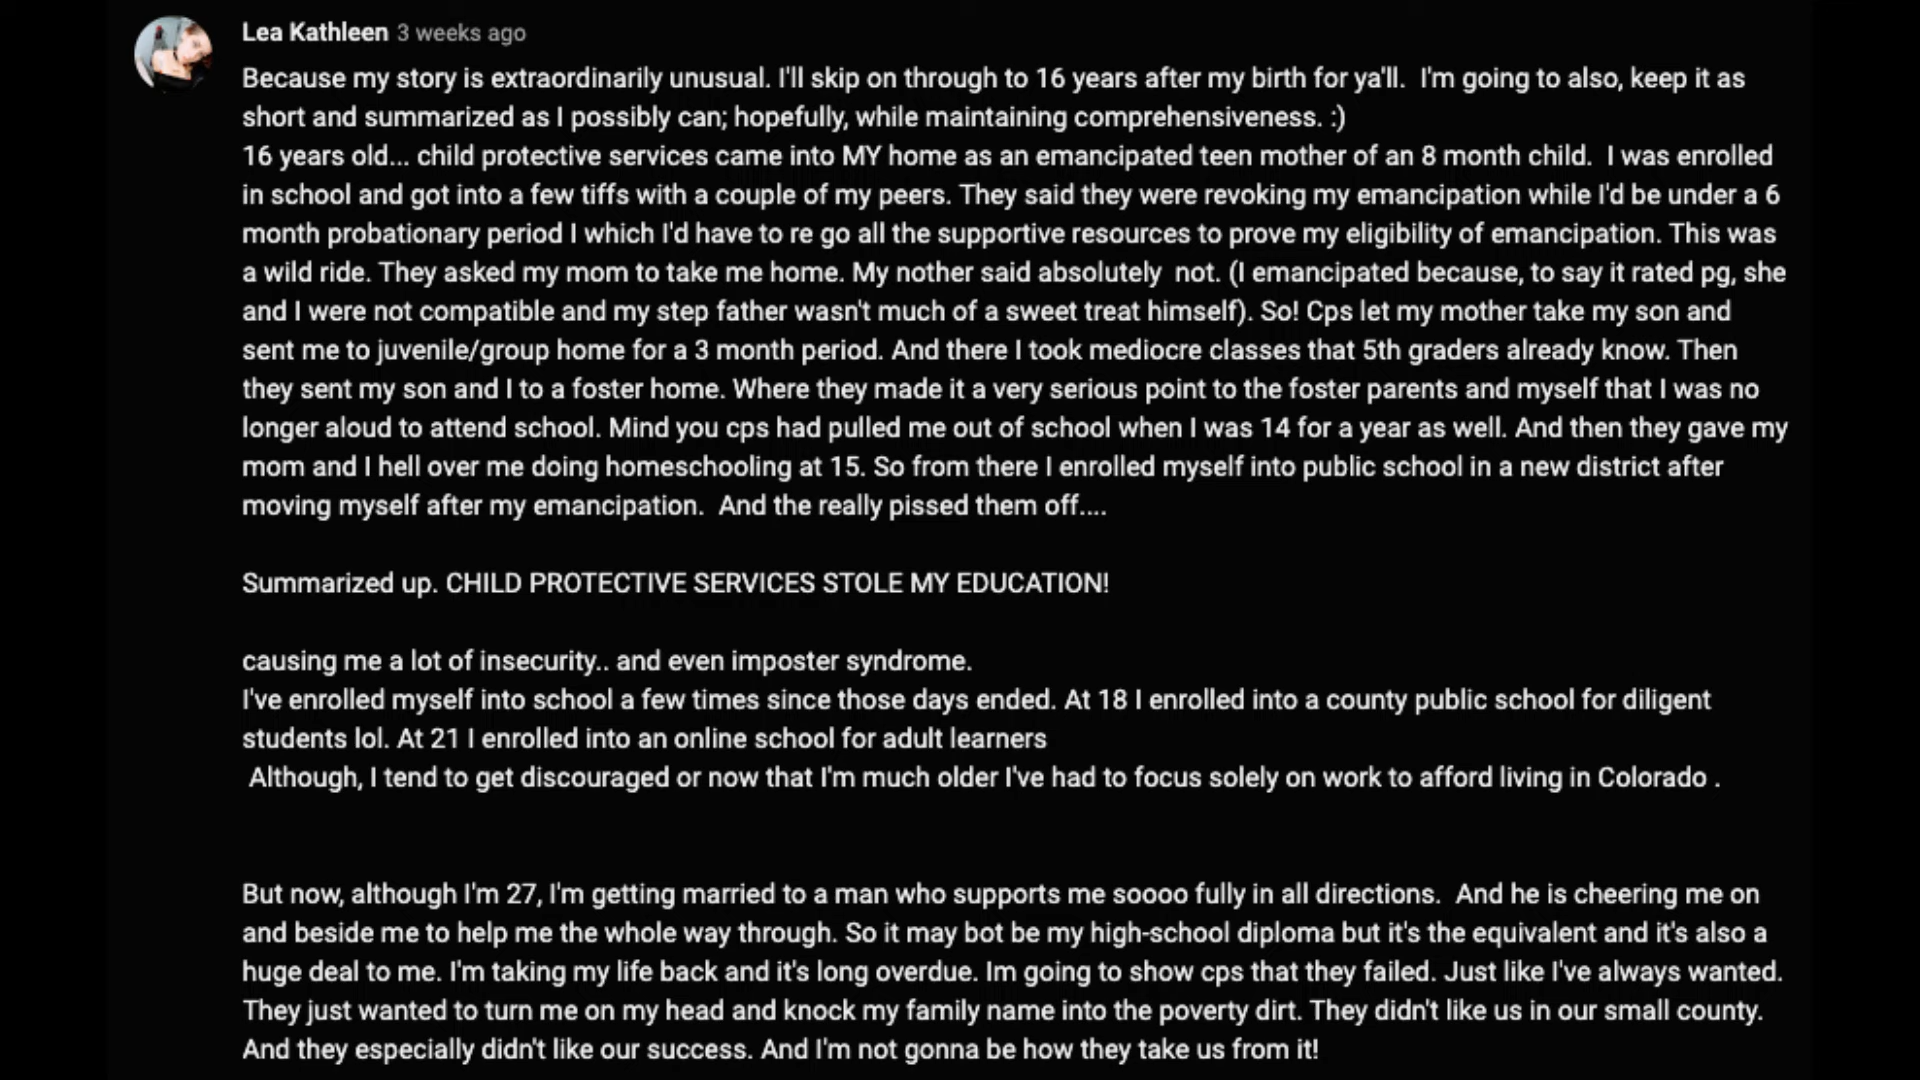 Lea Kathleen 3 weeks ago
Because my story is extraordinarily unusual. I'll skip on through to 16 years after my birth for ya'll.  I'm going to also, keep it as
short and summarized as I possibly can; hopefully, while maintaining comprehensiveness. :)
16 years old... child protective services came into MY home as an emancipated teen mother of an 8 month child.  I was enrolled
in school and got into a few tiffs with a couple of my peers. They said they were revoking my emancipation while I'd be under a 6
month probationary period I which I'd have to re go all the supportive resources to prove my eligibility of emancipation. This was
a wild ride. They asked my mom to take me home. My nother said absolutely  not. (I emancipated because, to say it rated pg, she
and I were not compatible and my step father wasn't much of a sweet treat himself). So! Cps let my mother take my son and
sent me to juvenile/group home for a 3 month period. And there I took mediocre classes that 5th graders already know. Then
they sent my son and I to a foster home. Where they made it a very serious point to the foster parents and myself that I was no
longer aloud to attend school. Mind you cps had pulled me out of school when I was 14 for a year as well. And then they gave my
mom and I hell over me doing homeschooling at 15. So from there I enrolled myself into public school in a new district after
moving myself after my emancipation.  And the really pissed them off....
Summarized up. CHILD PROTECTIVE SERVICES STOLE MY EDUCATION!
causing me a lot of insecurity.. and even imposter syndrome.
I've enrolled myself into school a few times since those days ended. At 18 I enrolled into a county public school for diligent
students lol. At 21 I enrolled into an online school for adult learners
Although, I tend to get discouraged or now that I'm much older I've had to focus solely on work to afford living in Colorado .
But now, although I'm 27, I'm getting married to a man who supports me soooo fully in all directions.  And he is cheering me on
and beside me to help me the whole way through. So it may bot be my high-school diploma but it's the equivalent and it's also a
huge deal to me. I'm taking my life back and it's long overdue. Im going to show cps that they failed. Just like I've always wanted.
They just wanted to turn me on my head and knock my family name into the poverty dirt. They didn't like us in our small county.
And they especially didn't like our success. And I'm not gonna be how they take us from it!